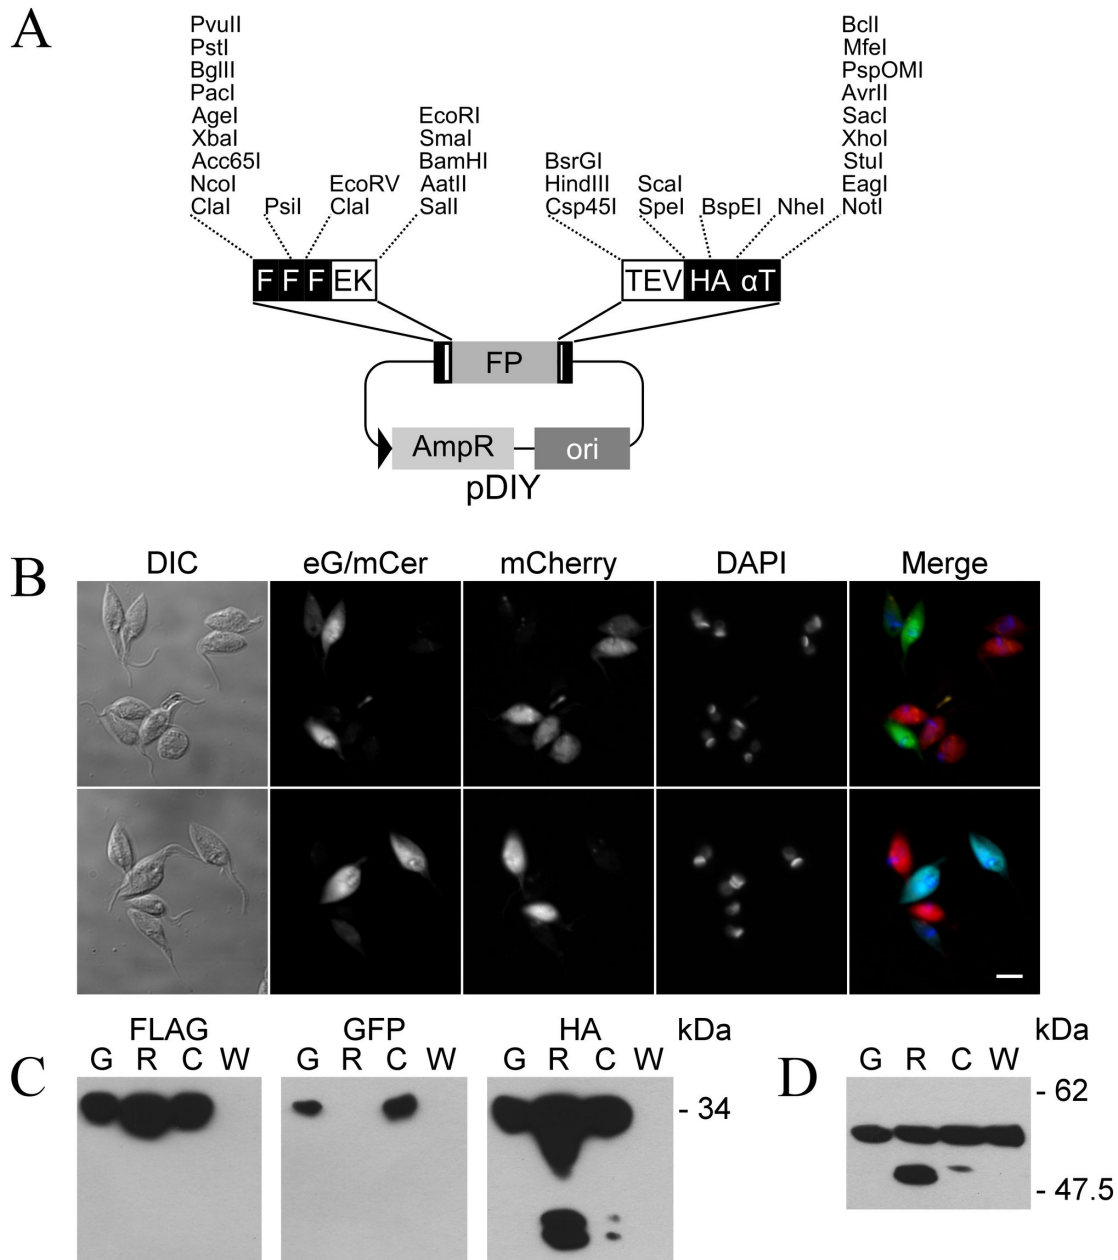 A
PvuII
PstI
BglII
PacI
AgeI
XbaI
Acc65I
NcoI
ClaI
PsiI
EcoRV
ClaI
EcoRI
SmaI
BamHI
AatII
SalI
BsrGI
HindIII
Csp45I
ScaI
SpeI
BspEI
NheI
BclI
MfeI
PspOMI
AvrII
SacI
XhoI
StuI
EagI
NotI
F F F EK
TEV HA αT
FP
AmpR
ori
pDIY
B
DIC eG/mCer mCherry DAPI Merge
C
FLAG GFP HA kDa
G R C W G R C W G R C W
- 34
D
G R C W kDa
- 62
- 47.5